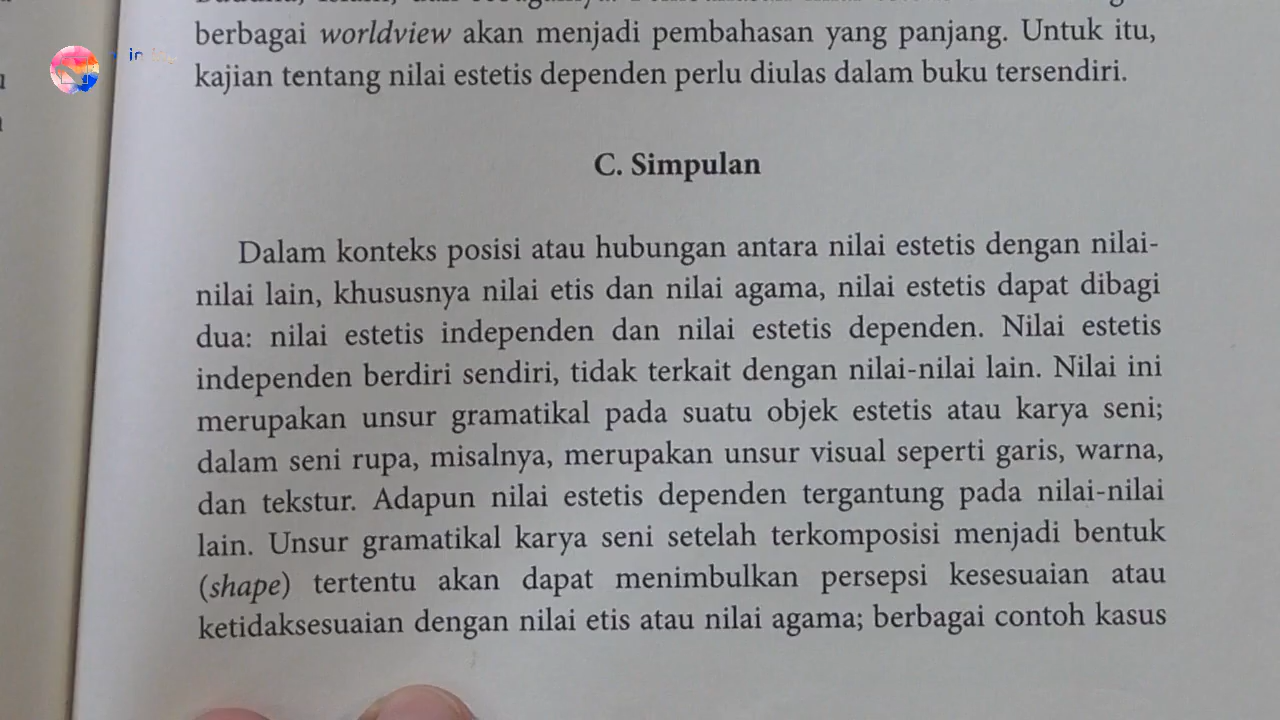 berbagai worldview akan menjadi pembahasan yang panjang. Untuk itu,
kajian tentang nilai estetis dependen perlu diulas dalam buku tersendiri.
C. Simpulan
Dalam konteks posisi atau hubungan antara nilai estetis dengan nilai-
nilai lain, khususnya nilai etis dan nilai agama, nilai estetis dapat dibagi
dua: nilai estetis independen dan nilai estetis dependen. Nilai estetis
independen berdiri sendiri, tidak terkait dengan nilai-nilai lain. Nilai ini
merupakan unsur gramatikal pada suatu objek estetis atau karya seni;
dalam seni rupa, misalnya, merupakan unsur visual seperti garis, warna,
dan tekstur. Adapun nilai estetis dependen tergantung pada nilai-nilai
lain. Unsur gramatikal karya seni setelah terkomposisi menjadi bentuk
(shape) tertentu akan dapat menimbulkan persepsi kesesuaian atau
ketidaksesuaian dengan nilai etis atau nilai agama; berbagai contoh kasus